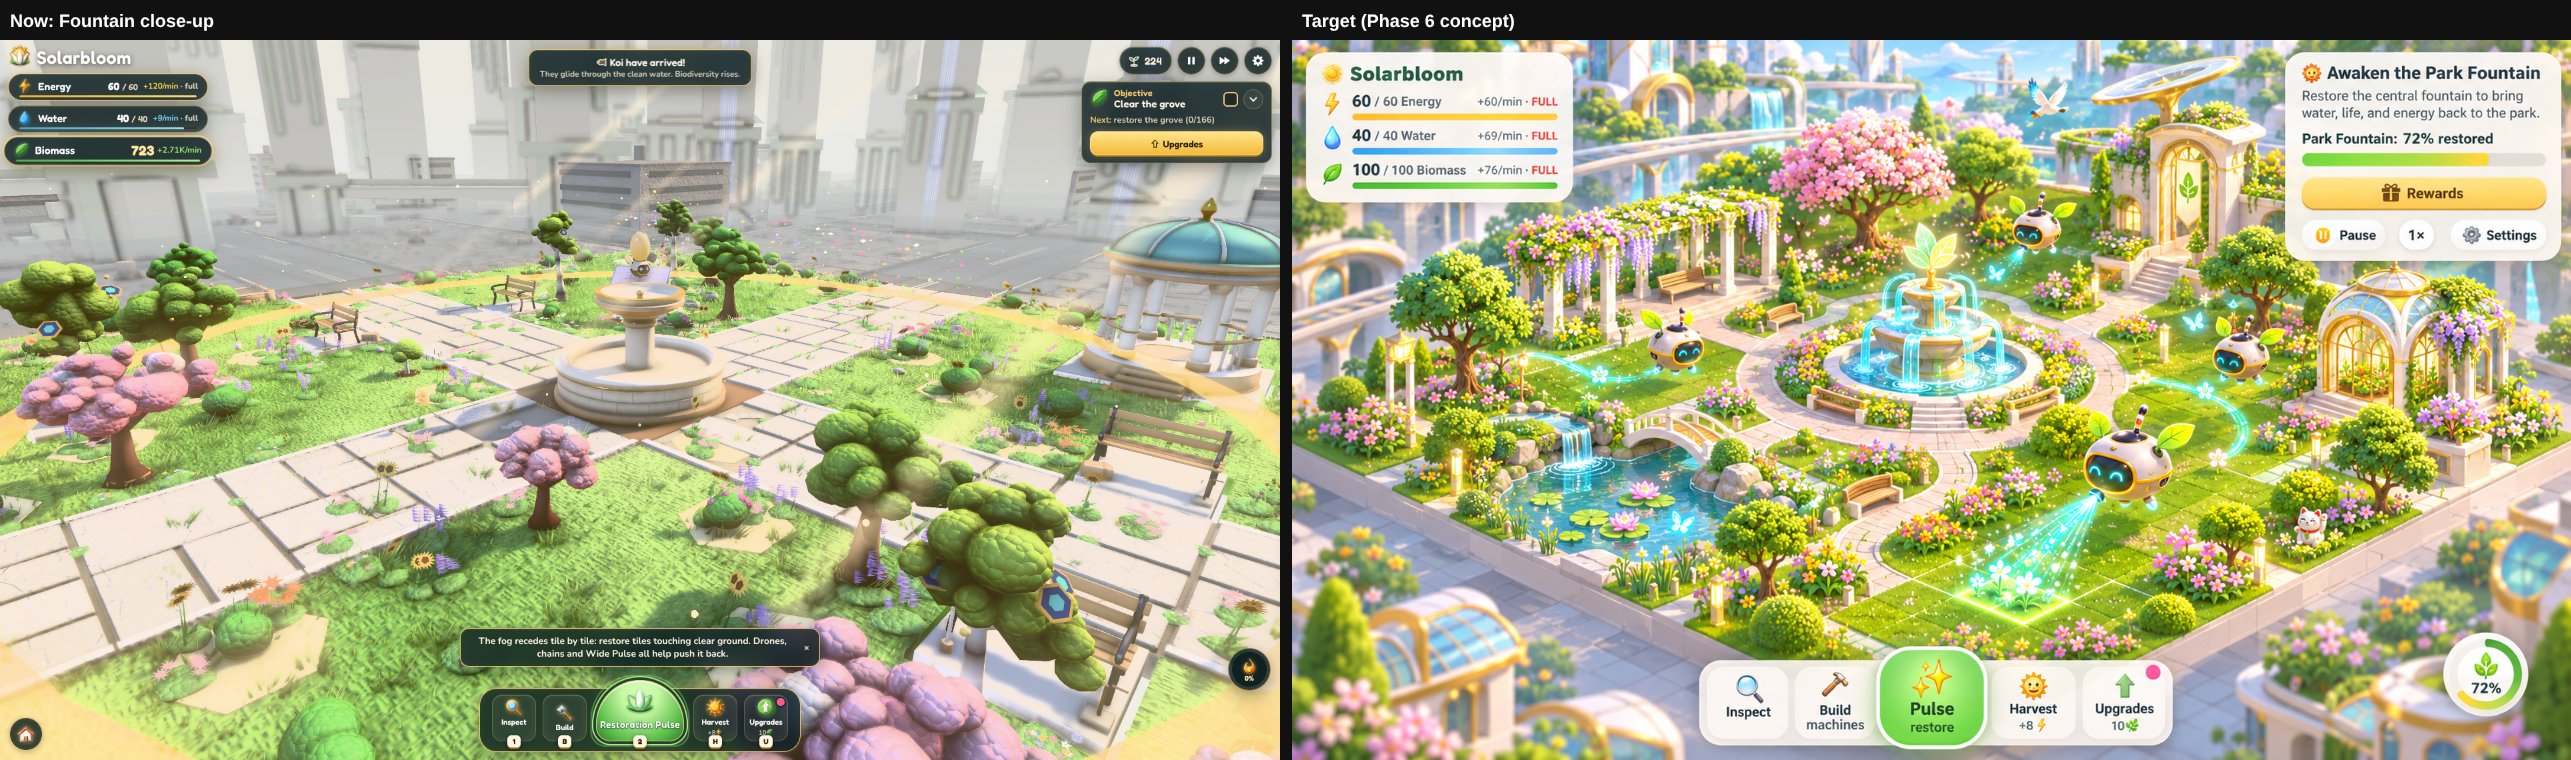 Now: Fountain close-up
Solarbloom
Energy 60 / 60 +120/min · full
Water 40 / 40 +9/min · full
Biomass 723 +2.71K/min
Koi have arrived!
They glide through the clean water. Biodiversity rises.
224
Objective
Clear the grove
Next: restore the grove (0/166)
Upgrades
The fog recedes tile by tile: restore tiles touching clear ground. Drones,
chains and Wide Pulse all help push it back.
×
0%
Inspect
1
Build
B
Restoration Pulse
2
Harvest
+8
H
Upgrades
10
U
Target (Phase 6 concept)
Solarbloom
60 / 60 Energy +60/min · FULL
40 / 40 Water +69/min · FULL
100 / 100 Biomass +76/min · FULL
Awaken the Park Fountain
Restore the central fountain to bring
water, life, and energy back to the park.
Park Fountain: 72% restored
Rewards
Pause
1×
Settings
Inspect
Build
machines
Pulse
restore
Harvest
+8
Upgrades
10
72%